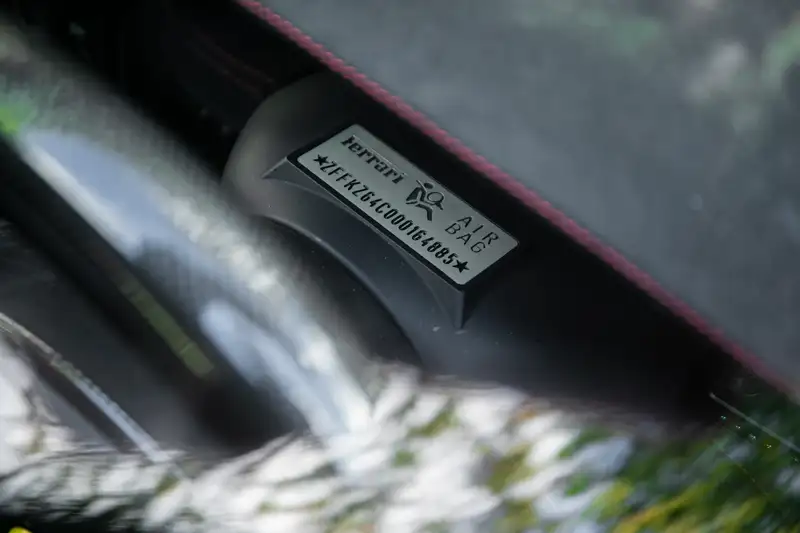 Ferrari
AIR
BAG
★ZFFKZ64C000164885★